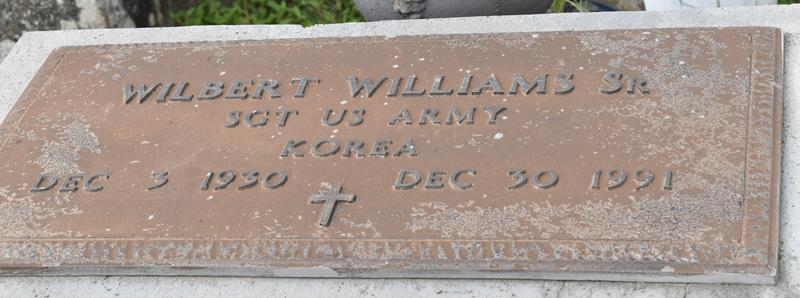 WILBERT WILLIAMS SR
SGT US ARMY
KOREA
DEC 3 1930 DEC 30 1991